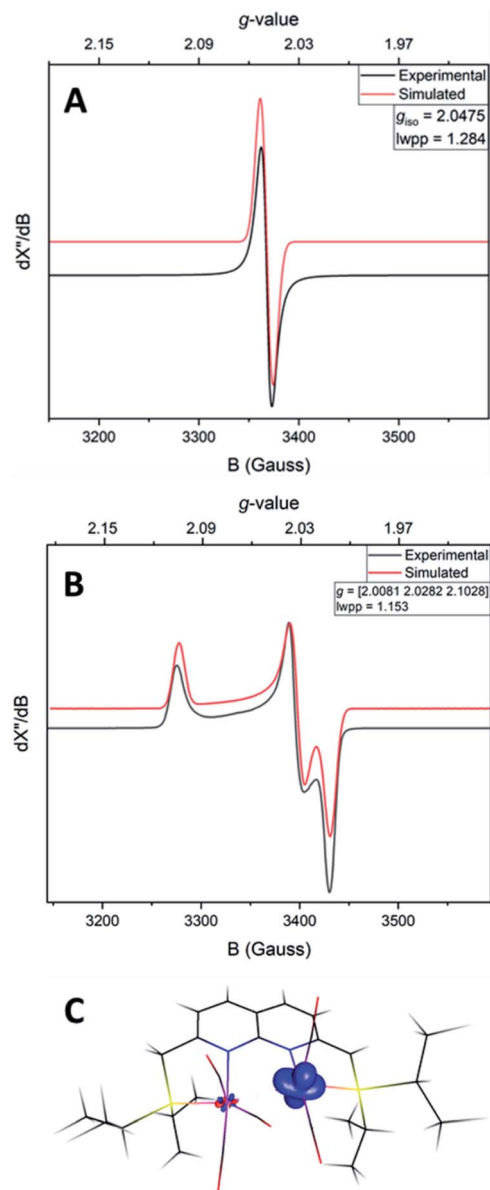 g-value
2.15 2.09 2.03 1.97
A
Experimental
Simulated
giso = 2.0475
lwpp = 1.284
dX"/dB
3200 3300 3400 3500
B (Gauss)
g-value
2.15 2.09 2.03 1.97
B
Experimental
Simulated
g = [2.0081 2.0282 2.1028]
lwpp = 1.153
dX"/dB
3200 3300 3400 3500
B (Gauss)
C